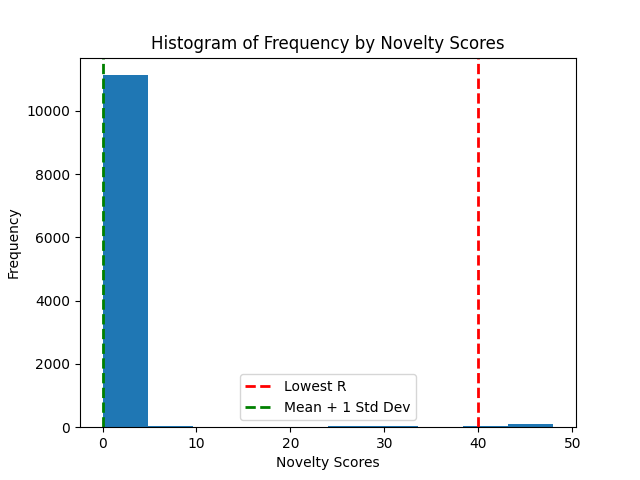 Histogram of Frequency by Novelty Scores
Frequency
10000
8000
6000
4000
2000
0
Lowest R
Mean + 1 Std Dev
0 10 20 30 40 50
Novelty Scores